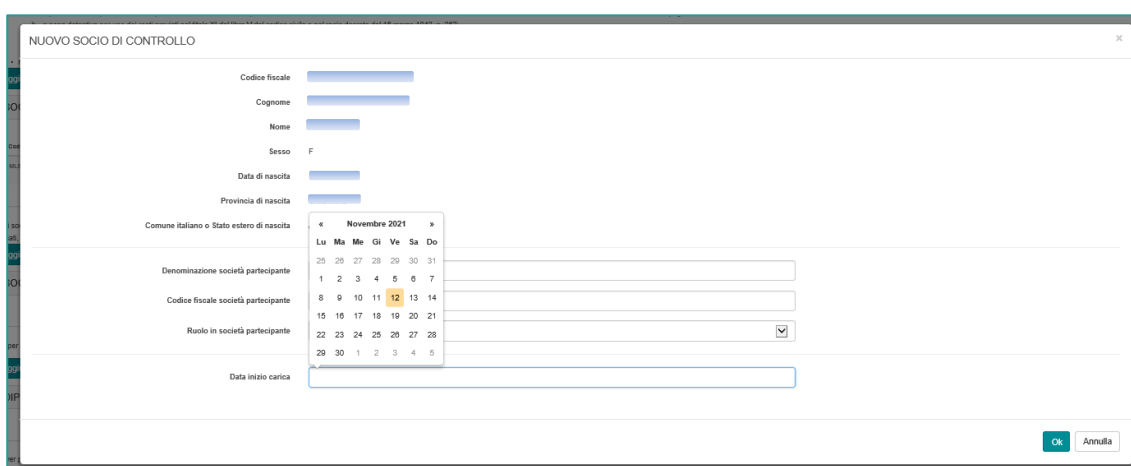 NUOVO SOCIO DI CONTROLLO ×
Codice fiscale
Cognome
Nome
Sesso F
Data di nascita
Provincia di nascita
Comune italiano o Stato estero di nascita
« Novembre 2021 »
Lu Ma Me Gi Ve Sa Do
25 26 27 28 29 30 31
1 2 3 4 5 6 7
8 9 10 11 12 13 14
15 16 17 18 19 20 21
22 23 24 25 26 27 28
29 30 1 2 3 4 5
Denominazione società partecipante
Codice fiscale società partecipante
Ruolo in società partecipante
Data inizio carica
Ok Annulla